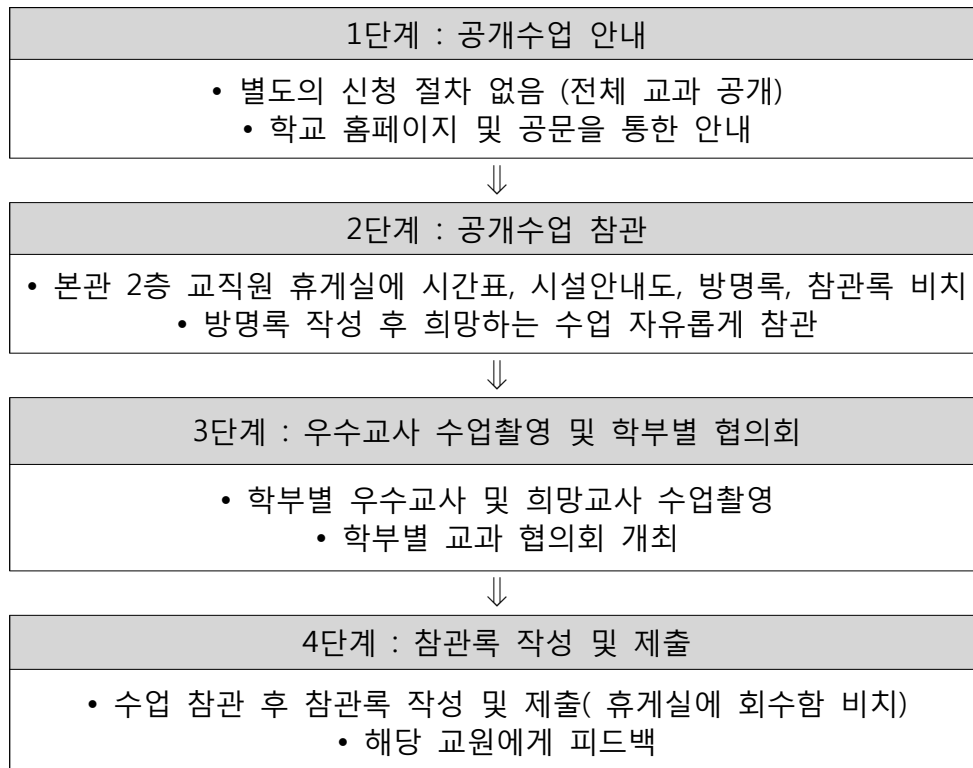 1단계 : 공개수업 안내
• 별도의 신청 절차 없음 (전체 교과 공개)
• 학교 홈페이지 및 공문을 통한 안내
⇓
2단계 : 공개수업 참관
• 본관 2층 교직원 휴게실에 시간표, 시설안내도, 방명록, 참관록 비치
• 방명록 작성 후 희망하는 수업 자유롭게 참관
⇓
3단계 : 우수교사 수업촬영 및 학부별 협의회
• 학부별 우수교사 및 희망교사 수업촬영
• 학부별 교과 협의회 개최
⇓
4단계 : 참관록 작성 및 제출
• 수업 참관 후 참관록 작성 및 제출( 휴게실에 회수함 비치)
• 해당 교원에게 피드백